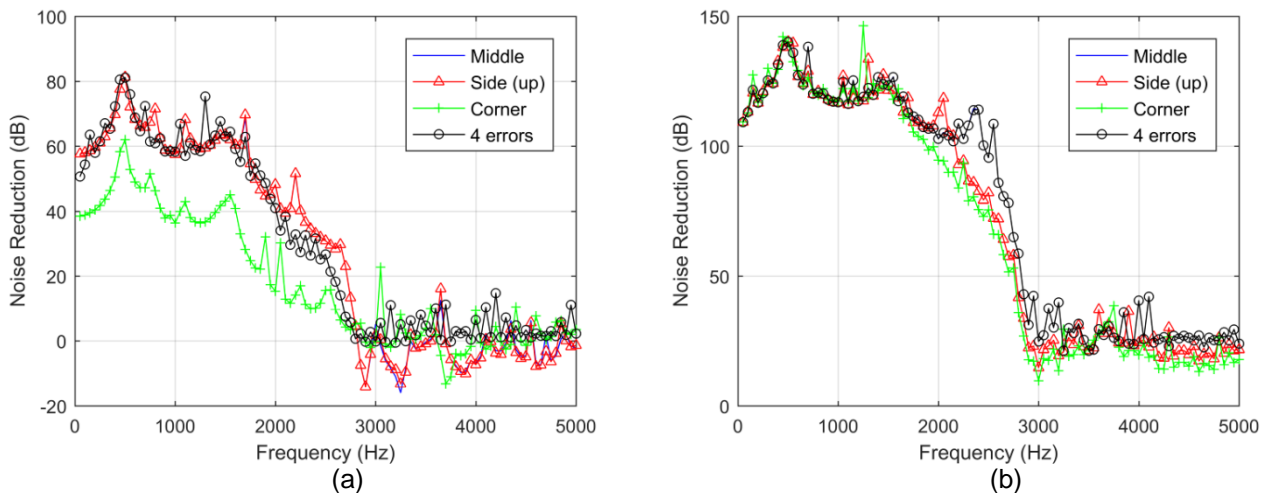 100
80
60
40
20
0
-20
Noise Reduction (dB)
0 1000 2000 3000 4000 5000
Frequency (Hz)
Middle
Side (up)
Corner
4 errors
(a)
150
100
50
0
Noise Reduction (dB)
0 1000 2000 3000 4000 5000
Frequency (Hz)
Middle
Side (up)
Corner
4 errors
(b)